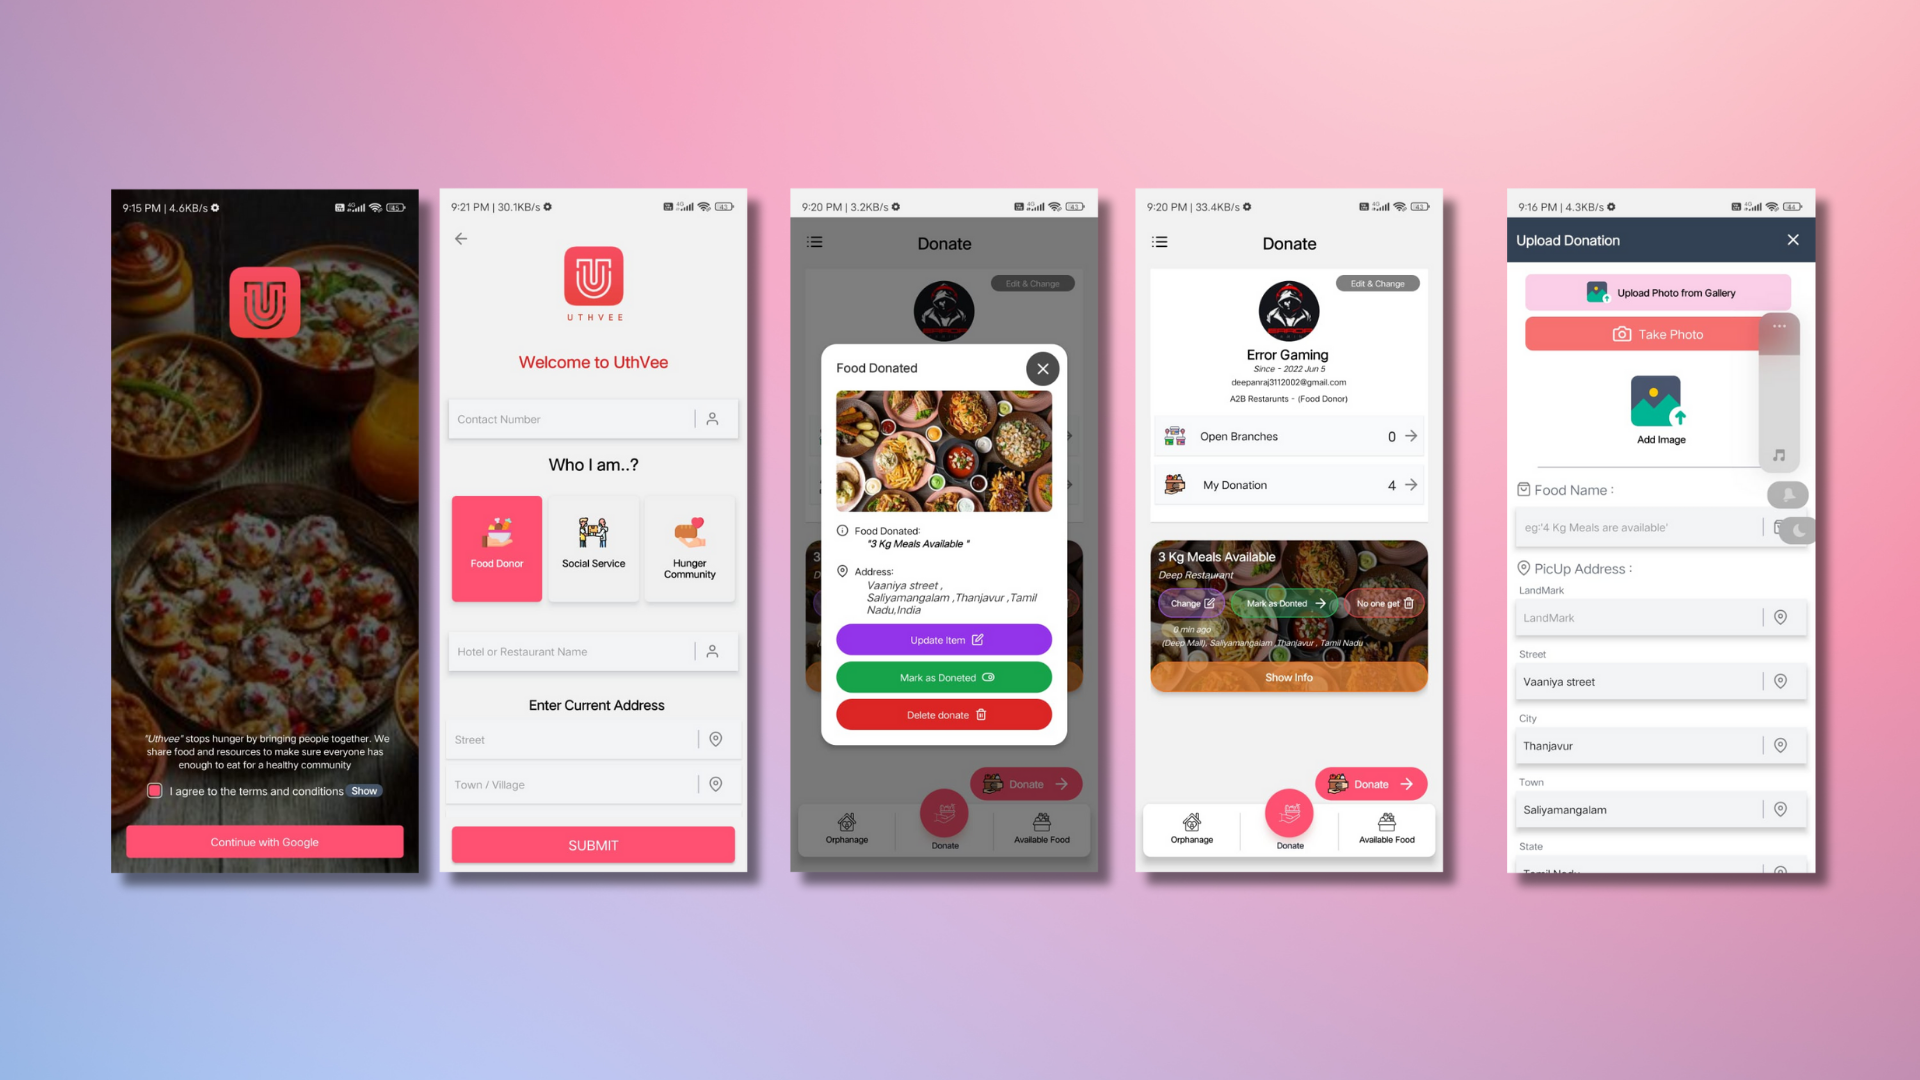 9:15 PM | 4.6KB/s
"Uthvee" stops hunger by bringing people together. We
share food and resources to make sure everyone has
enough to eat for a healthy community
I agree to the terms and conditions Show
Continue with Google
9:21 PM | 30.1KB/s
UTHVEE
Welcome to UthVee
Contact Number
Who I am..?
Food Donor
Social Service
Hunger
Community
Hotel or Restaurant Name
Enter Current Address
Street
Town / Village
SUBMIT
9:20 PM | 3.2KB/s
Donate
Edit & Change
Food Donated
Food Donated:
"3 Kg Meals Available "
Address:
Vaaniya street ,
Saliyamangalam ,Thanjavur ,Tamil
Nadu,India
Update Item
Mark as Doneted
Delete donate
Donate
Orphanage
Donate
Available Food
9:20 PM | 33.4KB/s
Donate
Edit & Change
Error Gaming
Since - 2022 Jun 5
deepanraj3112002@gmail.com
A2B Restarunts - (Food Donor)
Open Branches 0
My Donation 4
3 Kg Meals Available
Deep Restaurant
Change
Mark as Donted
No one get
0 min ago
(Deep Mall), Saliyamangalam ,Thanjavur , Tamil Nadu
Show Info
Donate
Orphanage
Donate
Available Food
9:16 PM | 4.3KB/s
Upload Donation
Upload Photo from Gallery
Take Photo
Add Image
Food Name :
eg:'4 Kg Meals are available'
PicUp Address :
LandMark
LandMark
Street
Vaaniya street
City
Thanjavur
Town
Saliyamangalam
State
Tamil Nadu